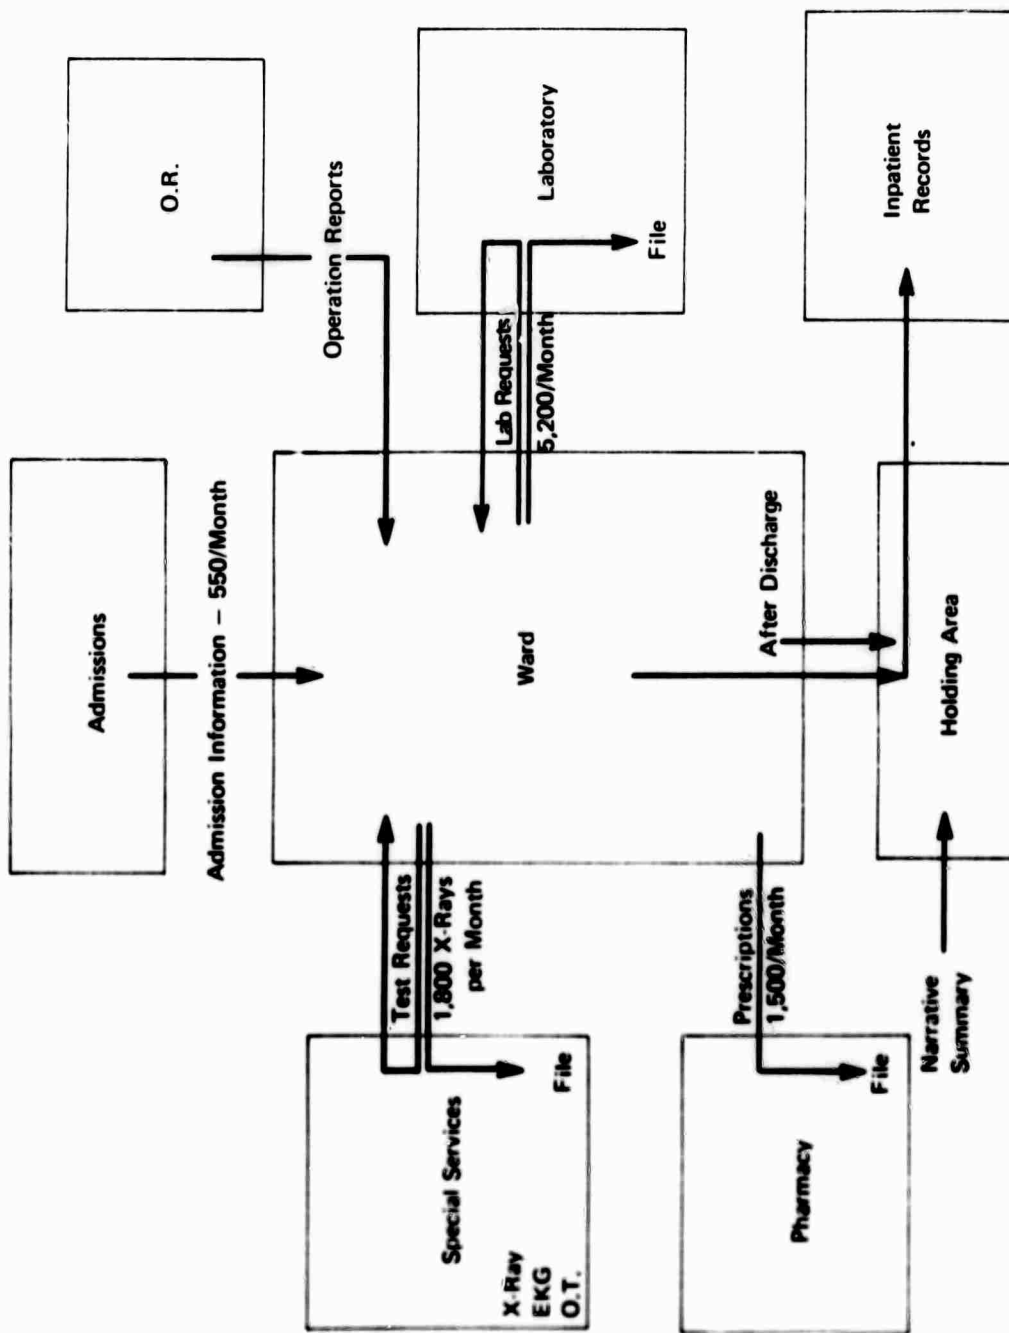 Admissions
O.R.
Admission Information — 550/Month
Operation Reports
Special Services
X-Ray
EKG
O.T.
File
Test Requests
1,800 X-Rays
per Month
Ward
Lab Requests
5,200/Month
Laboratory
File
Pharmacy
File
Prescriptions
1,500/Month
After Discharge
Narrative
Summary
Holding Area
Inpatient
Records